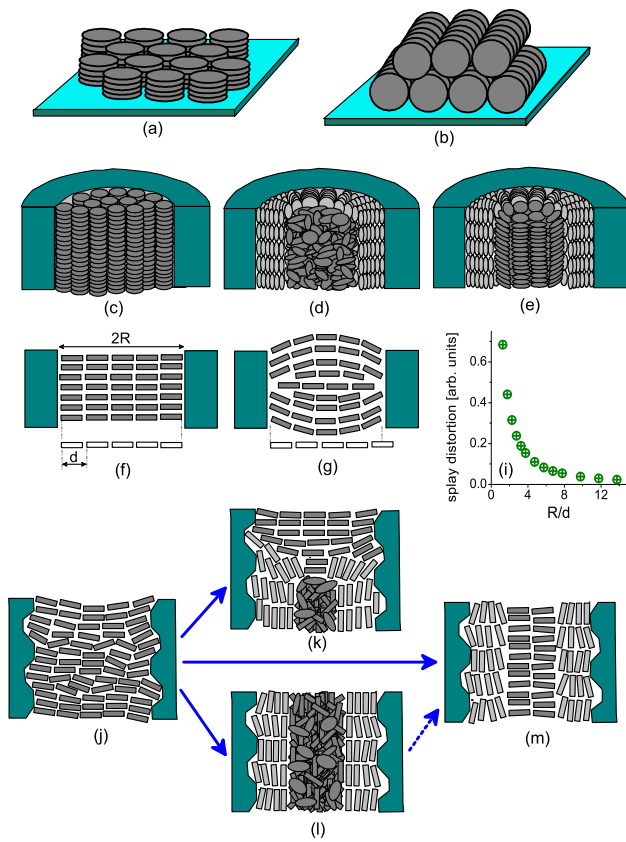 (a)
(b)
(c)
(d)
(e)
2R
d
(f)
(g)
splay distortion [arb. units]
0.6
0.4
0.2
0.0
0
4
8
12
R/d
(i)
(j)
(k)
(l)
(m)